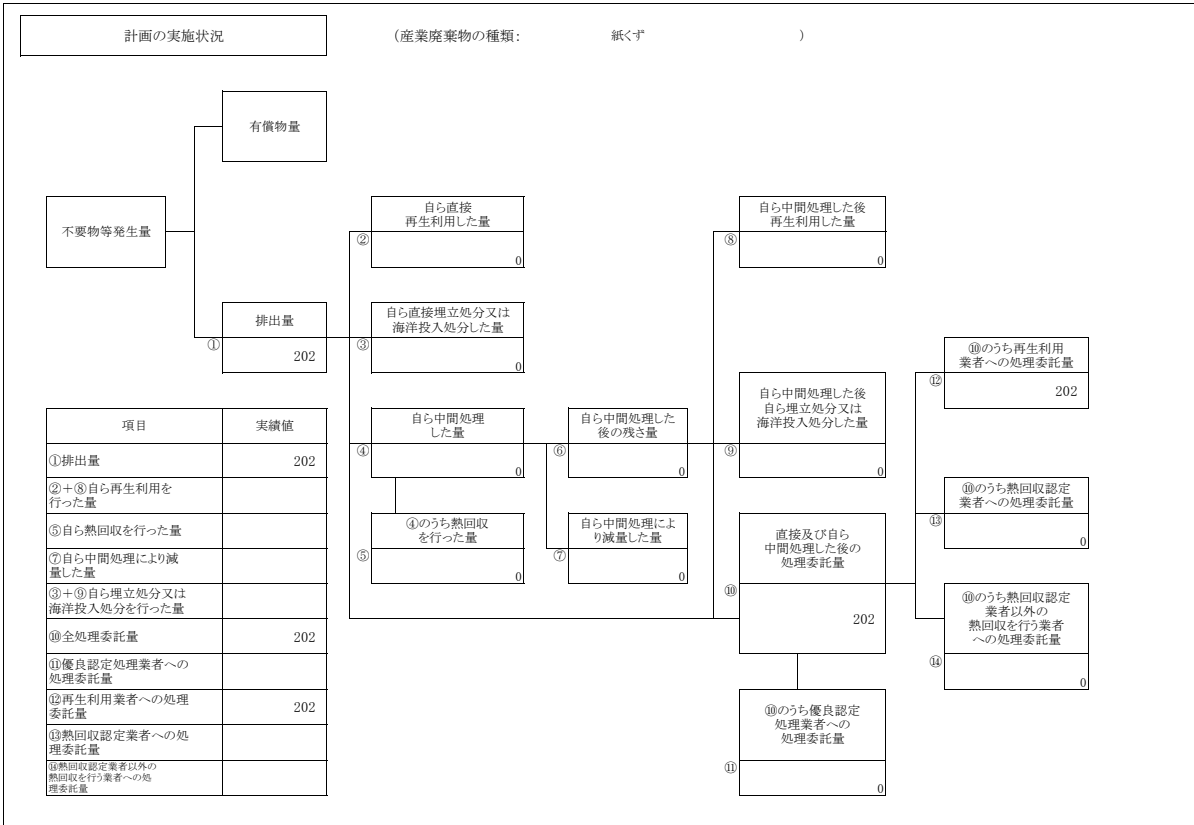 計画の実施状況
（産業廃棄物の種類： 紙くず ）
有償物量
不要物等発生量
自ら直接
再生利用した量
②
0
自ら中間処理した後
再生利用した量
⑧
0
排出量
①
202
自ら直接埋立処分又は
海洋投入処分した量
③
0
⑩のうち再生利用
業者への処理委託量
⑫
202
自ら中間処理した後
自ら埋立処分又は
海洋投入処分した量
⑨
0
自ら中間処理
した量
④
0
自ら中間処理した
後の残さ量
⑥
0
⑩のうち熱回収認定
業者への処理委託量
⑬
0
④のうち熱回収
を行った量
⑤
0
自ら中間処理によ
り減量した量
⑦
0
直接及び自ら
中間処理した後の
処理委託量
⑩
202
⑩のうち熱回収認定
業者以外の
熱回収を行う業者
への処理委託量
⑭
0
⑩のうち優良認定
処理業者への
処理委託量
⑪
0
項目 実績値
①排出量 202
②＋⑧自ら再生利用を
行った量
⑤自ら熱回収を行った量
⑦自ら中間処理により減
量した量
③＋⑨自ら埋立処分又は
海洋投入処分を行った量
⑩全処理委託量 202
⑪優良認定処理業者への
処理委託量
⑫再生利用業者への処理
委託量 202
⑬熱回収認定業者への処
理委託量
⑭熱回収認定業者以外の
熱回収を行う業者への処
理委託量